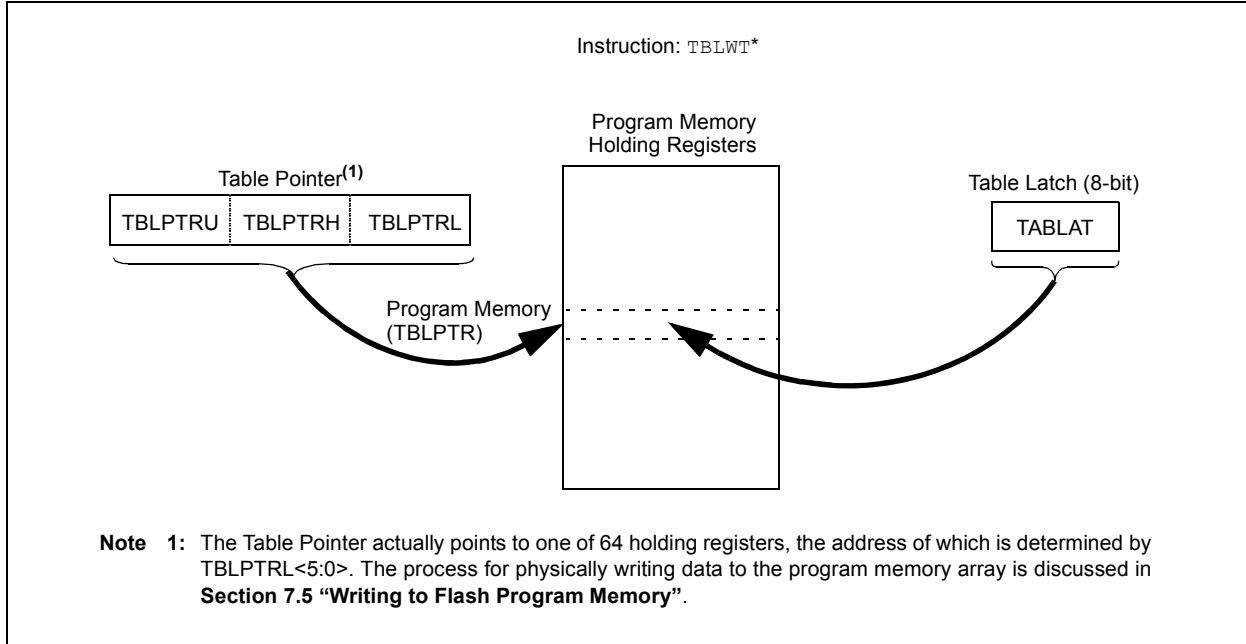 Instruction: TBLWT*
Program Memory
Holding Registers
Table Pointer(1)
Table Latch (8-bit)
TBLPTRU TBLPTRH TBLPTRL
TABLAT
Program Memory
(TBLPTR)
Note 1: The Table Pointer actually points to one of 64 holding registers, the address of which is determined by
TBLPTRL<5:0>. The process for physically writing data to the program memory array is discussed in
Section 7.5 “Writing to Flash Program Memory”.